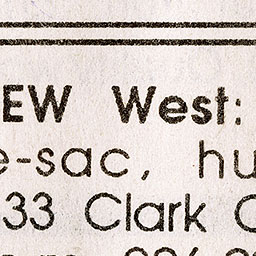 EW West:
e-sac, hu
33 Clark